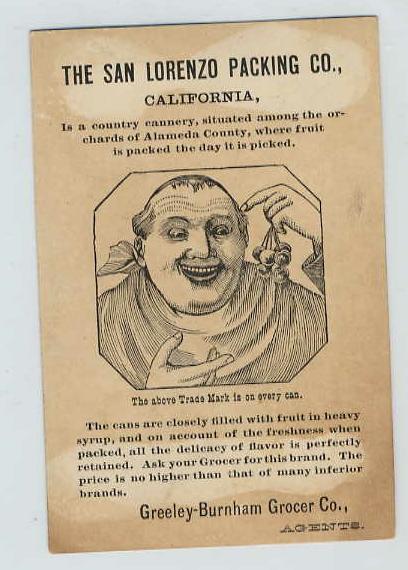 THE SAN LORENZO PACKING CO.,
CALIFORNIA,
Is a country cannery, situated among the or-
chards of Alameda County, where fruit
is packed the day it is picked.
The above Trade Mark is on every can.
The cans are closely filled with fruit in heavy
syrup, and on account of the freshness when
packed, all the delicacy of flavor is perfectly
retained. Ask your Grocer for this brand. The
price is no higher than that of many inferior
brands.
Greeley-Burnham Grocer Co.,
AGENTS.